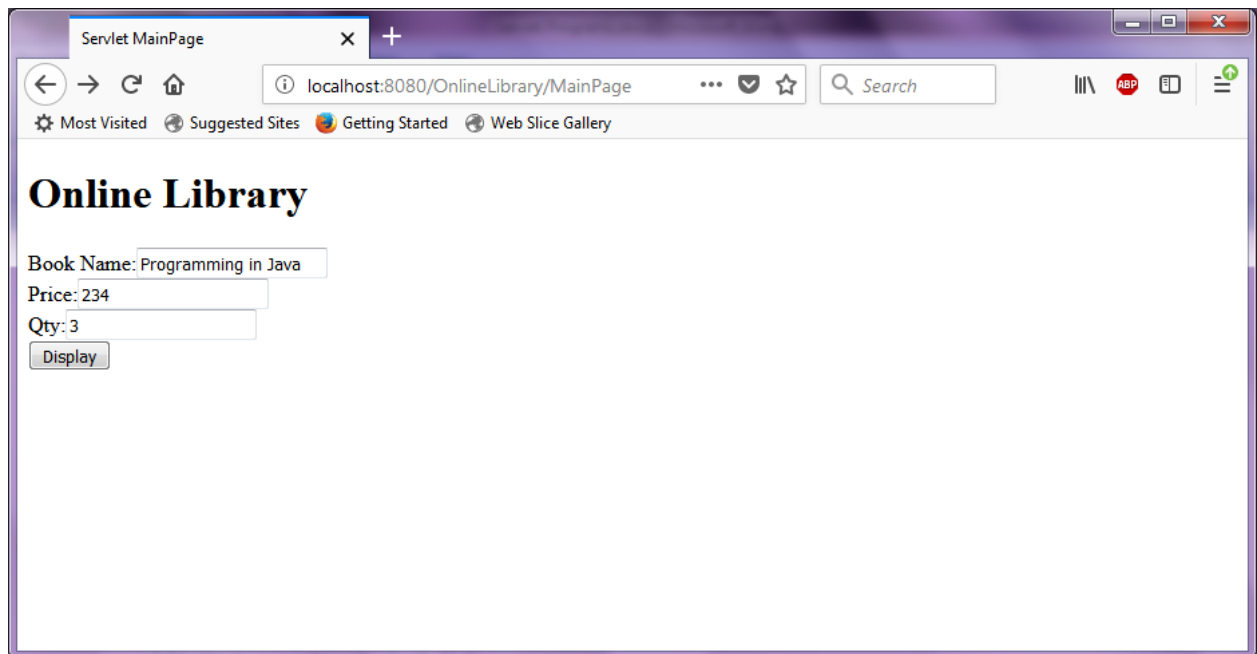 Servlet MainPage
localhost:8080/OnlineLibrary/MainPage
Search
ABP
Most Visited Suggested Sites Getting Started Web Slice Gallery
Online Library
Book Name: Programming in Java
Price: 234
Qty: 3
Display